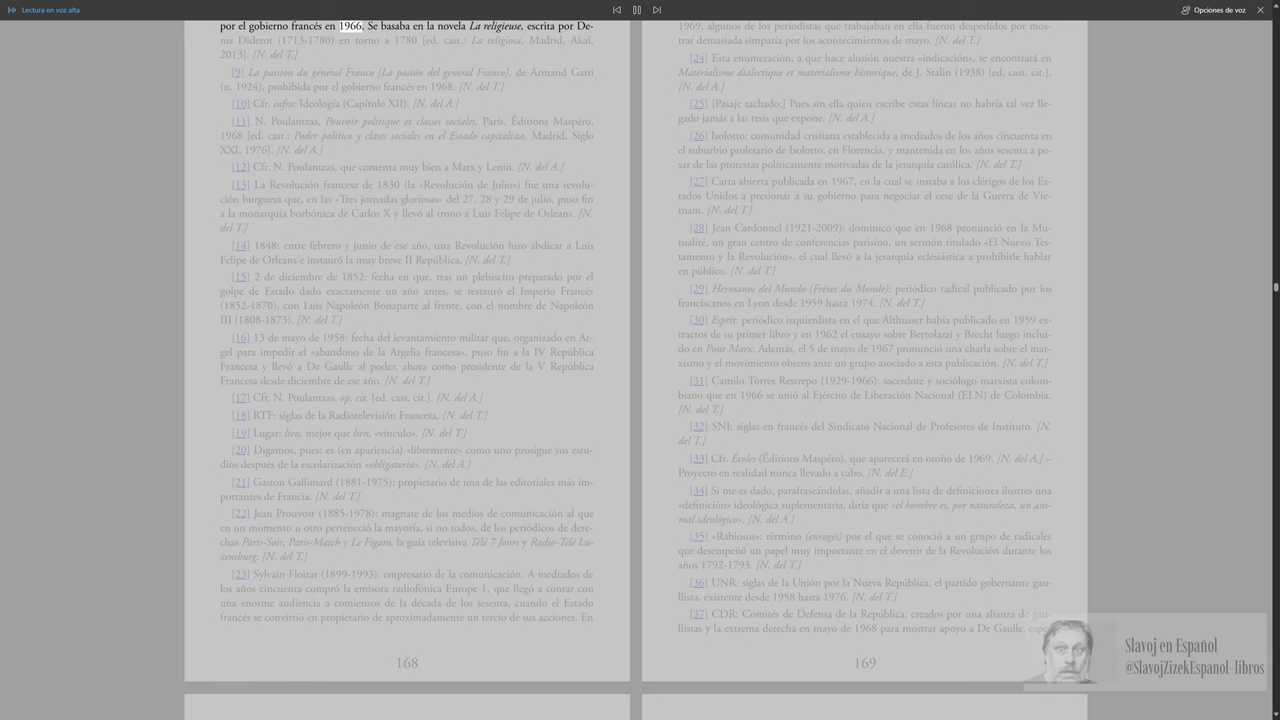 Lectura en voz alta
Opciones de voz
por el gobierno francés en 1966. Se basaba en la novela La religieuse, escrita por De-
nis Diderot (1713-1780) en torno a 1780 [ed. cast.: La religiosa, Madrid, Akal,
2013]. [N. del T.]
[9] La passion du général Franco [La pasión del general Franco], de Armand Gatti
(n. 1924), prohibida por el gobierno francés en 1968. [N. del T.]
[10] Cfr. infra: Ideología (Capítulo XII). [N. del A.]
[11] N. Poulantzas, Pouvoir politique et classes sociales, París, Éditions Maspéro,
1968 [ed. cast.: Poder político y clases sociales en el Estado capitalista, Madrid, Siglo
XXI, 1976]. [N. del A.]
[12] Cfr. N. Poulantzas, que comenta muy bien a Marx y Lenin. [N. del A.]
[13] La Revolución francesa de 1830 (la «Revolución de Julio») fue una revolu-
ción burguesa que, en las «Tres jornadas gloriosas» del 27, 28 y 29 de julio, puso fin
a la monarquía borbónica de Carlos X y llevó al trono a Luis Felipe de Orleans. [N.
del T.]
[14] 1848: entre febrero y junio de ese año, una Revolución hizo abdicar a Luis
Felipe de Orleans e instauró la muy breve II República. [N. del T.]
[15] 2 de diciembre de 1852: fecha en que, tras un plebiscito preparado por el
golpe de Estado dado exactamente un año antes, se restauró el Imperio Francés
(1852-1870), con Luis Napoleón Bonaparte al frente, con el nombre de Napoleón
III (1808-1873). [N. del T.]
[16] 13 de mayo de 1958: fecha del levantamiento militar que, organizado en Ar-
gel para impedir el «abandono de la Argelia francesa», puso fin a la IV República
Francesa y llevó a De Gaulle al poder, ahora como presidente de la V República
Francesa desde diciembre de ese año. [N. del T.]
[17] Cfr. N. Poulantzas, op. cit. [ed. cast. cit.]. [N. del A.]
[18] RTF: siglas de la Radiotelevisión Francesa. [N. del T.]
[19] Lugar: lieu, mejor que lien, «vínculo». [N. del T.]
[20] Digamos, pues: es (en apariencia) «libremente» como uno prosigue sus estu-
dios después de la escolarización «obligatoria». [N. del A.]
[21] Gaston Gallimard (1881-1975): propietario de una de las editoriales más im-
portantes de Francia. [N. del T.]
[22] Jean Prouvost (1885-1978): magnate de los medios de comunicación al que
en un momento u otro perteneció la mayoría, si no todos, de los periódicos de dere-
chas Paris-Soir, Paris-Match y Le Figaro, la guía televisiva Télé 7 Jours y Radio-Télé Lu-
xemburg. [N. del T.]
[23] Sylvain Floirat (1899-1993): empresario de la comunicación. A mediados de
los años cincuenta compró la emisora radiofónica Europe 1, que llegó a contar con
una enorme audiencia a comienzos de la década de los sesenta, cuando el Estado
francés se convirtió en propietario de aproximadamente un tercio de sus acciones. En
168
1969, algunos de los periodistas que trabajaban en ella fueron despedidos por mos-
trar demasiada simpatía por los acontecimientos de mayo. [N. del T.]
[24] Esta enumeración, a que hace alusión nuestra «indicación», se encontrará en
Matérialisme dialectique et matérialisme historique, de J. Stalin (1938) [ed. cast. cit.].
[N. del A.]
[25] [Pasaje tachado:] Pues sin ella quien escribe estas líneas no habría tal vez lle-
gado jamás a las tesis que expone. [N. del A.]
[26] Isolotto: comunidad cristiana establecida a mediados de los años cincuenta en
el suburbio proletario de Isolotto, en Florencia, y mantenida en los años sesenta a pe-
sar de las protestas políticamente motivadas de la jerarquía católica. [N. del T.]
[27] Carta abierta publicada en 1967, en la cual se instaba a los clérigos de los Es-
tados Unidos a presionar a su gobierno para negociar el cese de la Guerra de Vie-
tnam. [N. del T.]
[28] Jean Cardonnel (1921-2009): dominico que en 1968 pronunció en la Mu-
tualité, un gran centro de conferencias parisino, un sermón titulado «El Nuevo Tes-
tamento y la Revolución», el cual llevó a la jerarquía eclesiástica a prohibirle hablar
en público. [N. del T.]
[29] Hermanos del Mundo (Frères du Monde): periódico radical publicado por los
franciscanos en Lyon desde 1959 hasta 1974. [N. del T.]
[30] Esprit: periódico izquierdista en el que Althusser había publicado en 1959 ex-
tractos de su primer libro y en 1962 el ensayo sobre Bertolazzi y Brecht luego inclui-
do en Pour Marx. Además, el 5 de mayo de 1967 pronunció una charla sobre el mar-
xismo y el movimiento obrero ante un grupo asociado a esta publicación. [N. del T.]
[31] Camilo Torres Restrepo (1929-1966): sacerdote y sociólogo marxista colom-
biano que en 1966 se unió al Ejército de Liberación Nacional (ELN) de Colombia.
[N. del T.]
[32] SNI: siglas en francés del Sindicato Nacional de Profesores de Instituto. [N.
del T.]
[33] Cfr. Écoles (Éditions Maspéro), que aparecerá en otoño de 1969. [N. del A.] –
Proyecto en realidad nunca llevado a cabo. [N. del E.]
[34] Si me es dado, parafraseándolas, añadir a una lista de definiciones ilustres una
«definición» ideológica suplementaria, diría que «el hombre es, por naturaleza, un ani-
mal ideológico». [N. del A.]
[35] «Rabiosos»: término (enragés) por el que se conoció a un grupo de radicales
que desempeñó un papel muy importante en el devenir de la Revolución durante los
años 1792-1793. [N. del T.]
[36] UNR: siglas de la Unión por la Nueva República, el partido gobernante gau-
llista, existente desde 1958 hasta 1976. [N. del T.]
[37] CDR: Comités de Defensa de la República, creados por una alianza de gau-
llistas y la extrema derecha en mayo de 1968 para mostrar apoyo a De Gaulle, espe-
169
Slavoj en Español
@SlavojZizekEspanol-libros